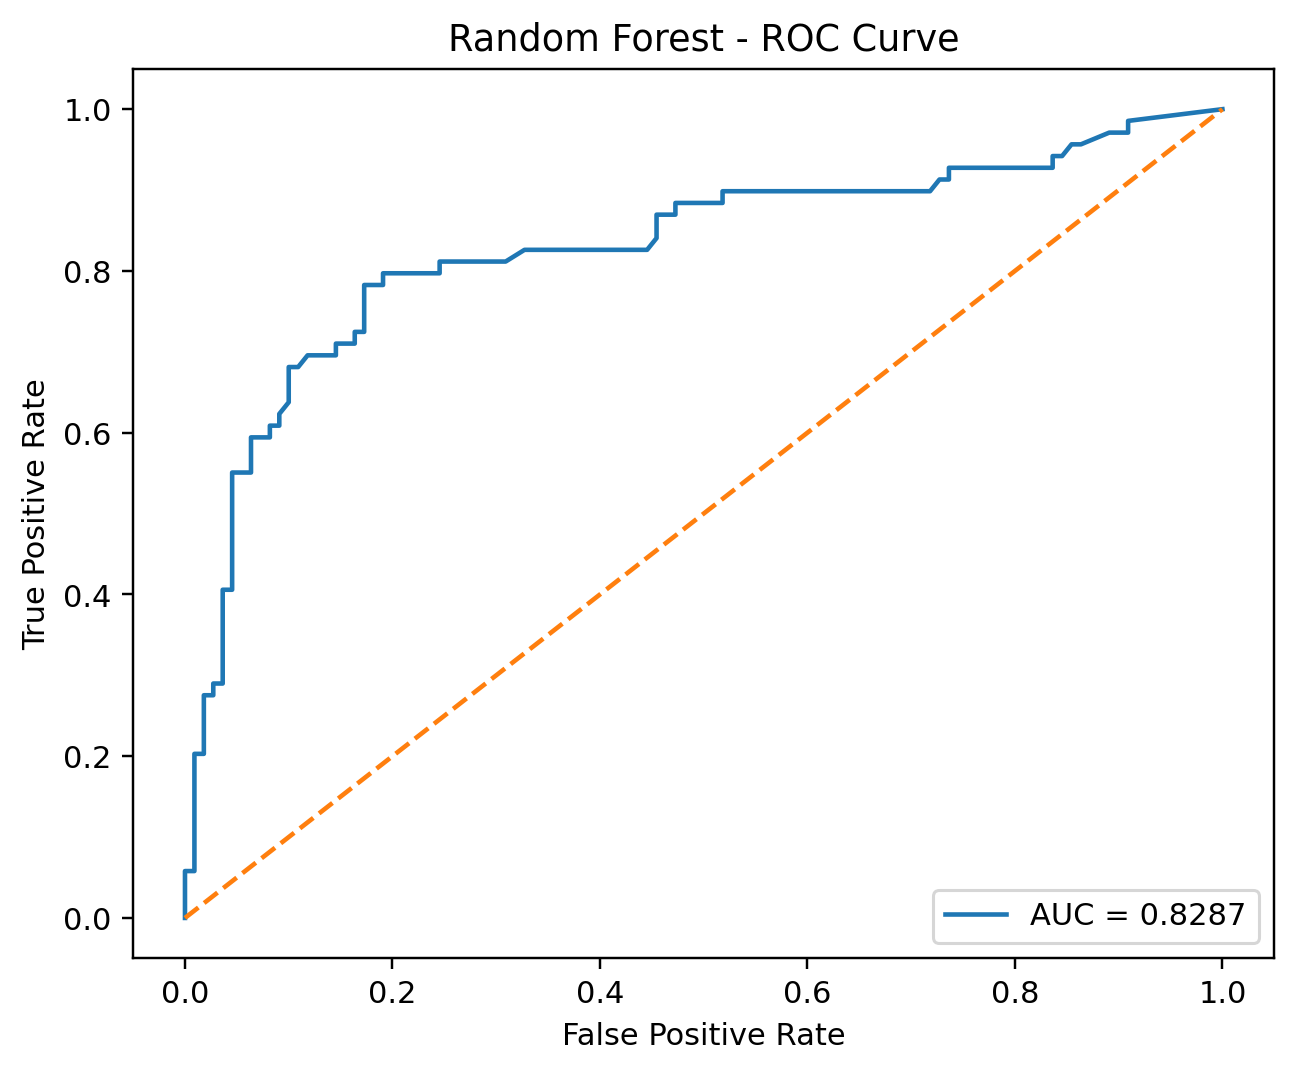 Random Forest - ROC Curve
True Positive Rate
1.0
0.8
0.6
0.4
0.2
0.0
AUC = 0.8287
0.0 0.2 0.4 0.6 0.8 1.0
False Positive Rate